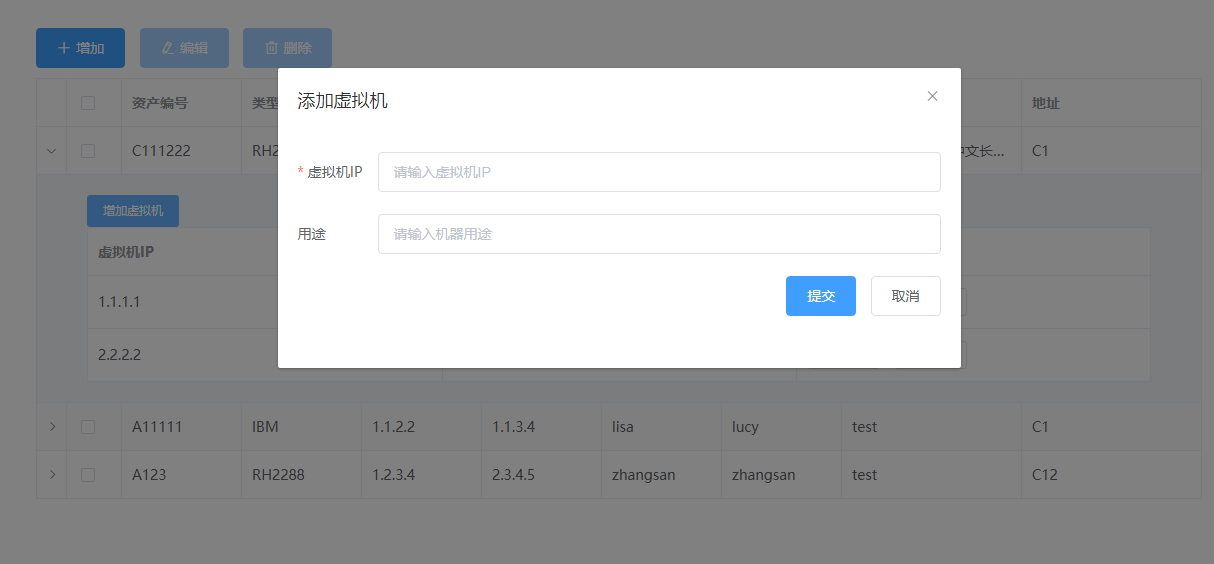 增加 编辑 删除
添加虚拟机
资产编号 类型 地址
C111222 RH2 中文长... C1
* 虚拟机IP 请输入虚拟机IP
增加虚拟机
用途 请输入机器用途
虚拟机IP
提交 取消
1.1.1.1
2.2.2.2
A11111 IBM 1.1.2.2 1.1.3.4 lisa lucy test C1
A123 RH2288 1.2.3.4 2.3.4.5 zhangsan zhangsan test C12